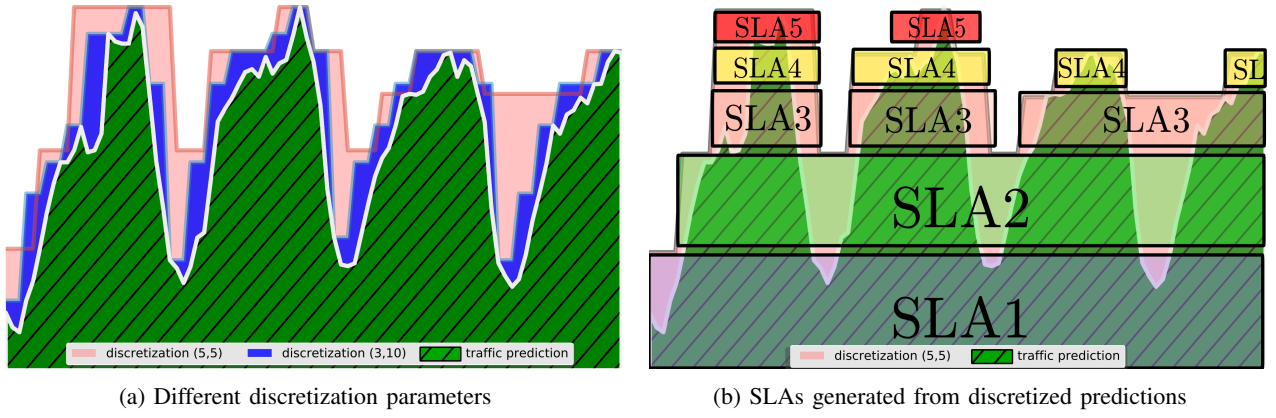 SLA5 SLA5
SLA4 SLA4 SLA4 SL
SLA3 SLA3 SLA3
SLA2
SLA1
discretization (5,5) discretization (3,10) traffic prediction
discretization (5,5) traffic prediction
(a) Different discretization parameters
(b) SLAs generated from discretized predictions